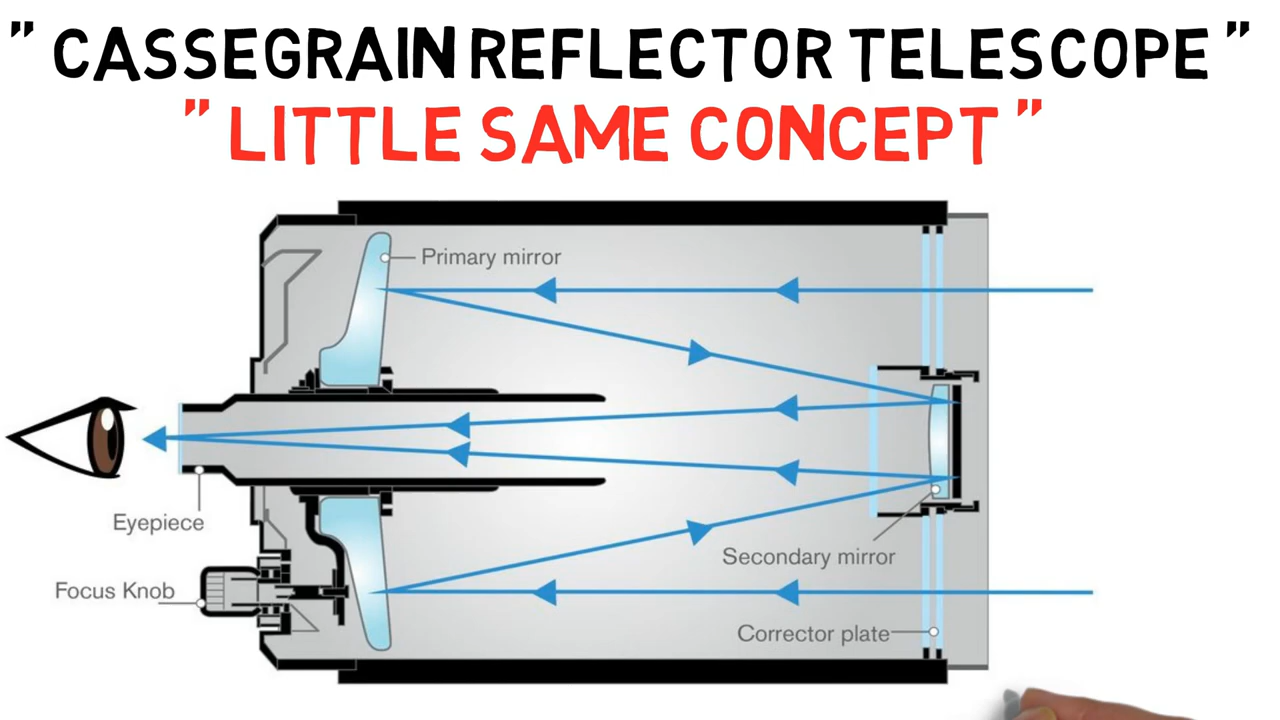 " CASSEGRAIN REFLECTOR TELESCOPE "
" LITTLE SAME CONCEPT "
Primary mirror
Eyepiece
Secondary mirror
Focus Knob
Corrector plate